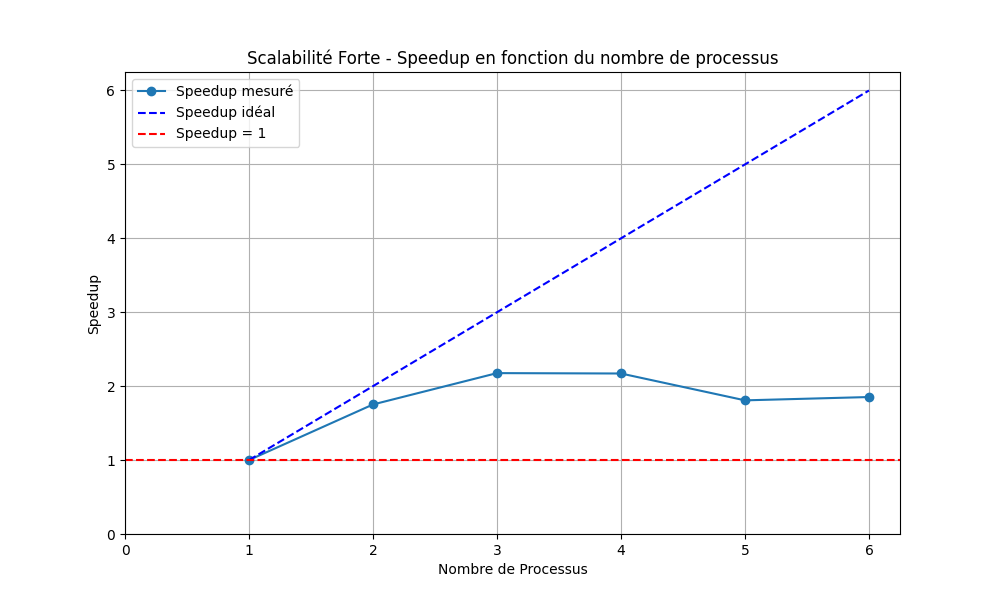 Scalabilité Forte - Speedup en fonction du nombre de processus
Speedup mesuré
Speedup idéal
Speedup = 1
6
5
4
3
2
1
0
Speedup
0 1 2 3 4 5 6
Nombre de Processus